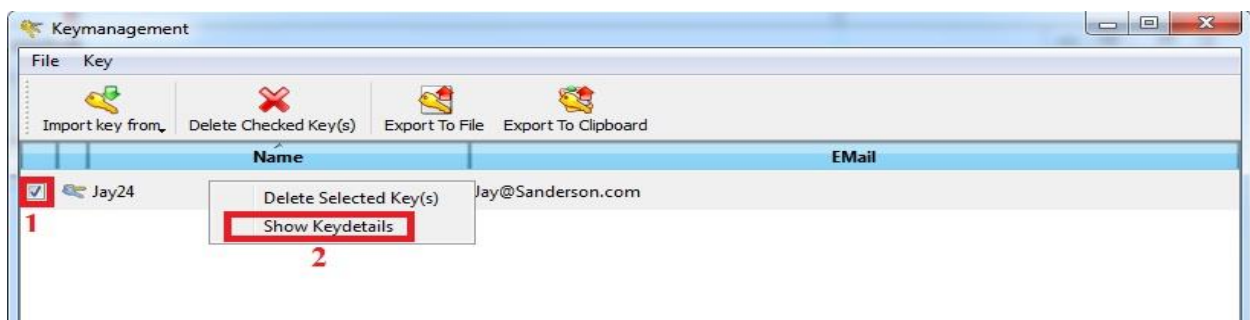 Keymanagement
File Key
Import key from Delete Checked Key(s) Export To File Export To Clipboard
Name EMail
Jay24 Jay@Sanderson.com
Delete Selected Key(s)
1
Show Keydetails
2